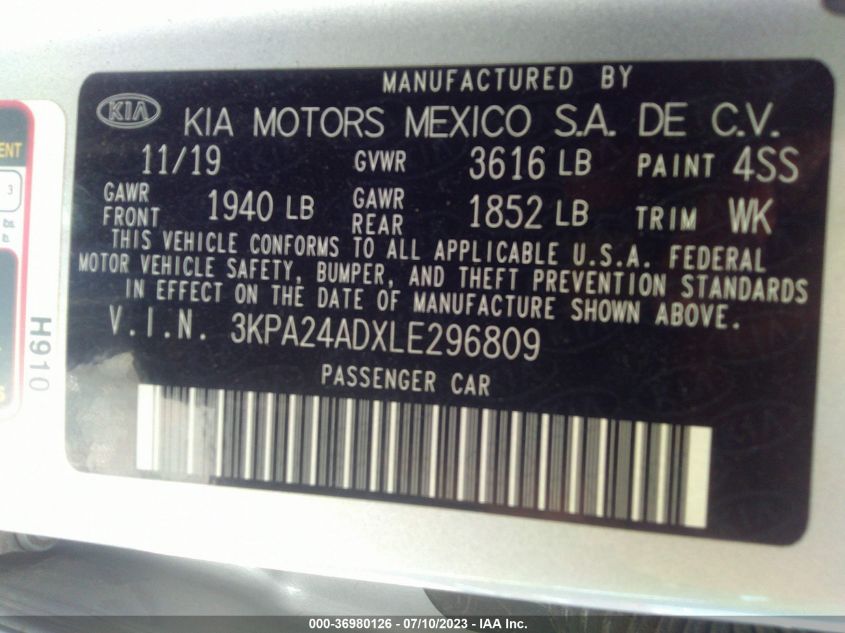 MANUFACTURED BY
KIA KIA MOTORS MEXICO S.A. DE C.V.
11/19 GVWR 3616 LB PAINT 4SS
GAWR FRONT 1940 LB GAWR REAR 1852 LB TRIM WK
THIS VEHICLE CONFORMS TO ALL APPLICABLE U.S.A. FEDERAL
MOTOR VEHICLE SAFETY, BUMPER, AND THEFT PREVENTION STANDARDS
IN EFFECT ON THE DATE OF MANUFACTURE SHOWN ABOVE.
V.I.N. 3KPA24ADXLE296809
PASSENGER CAR
ENT
3
lbs.
H910
000-36980126 - 07/10/2023 - IAA Inc.